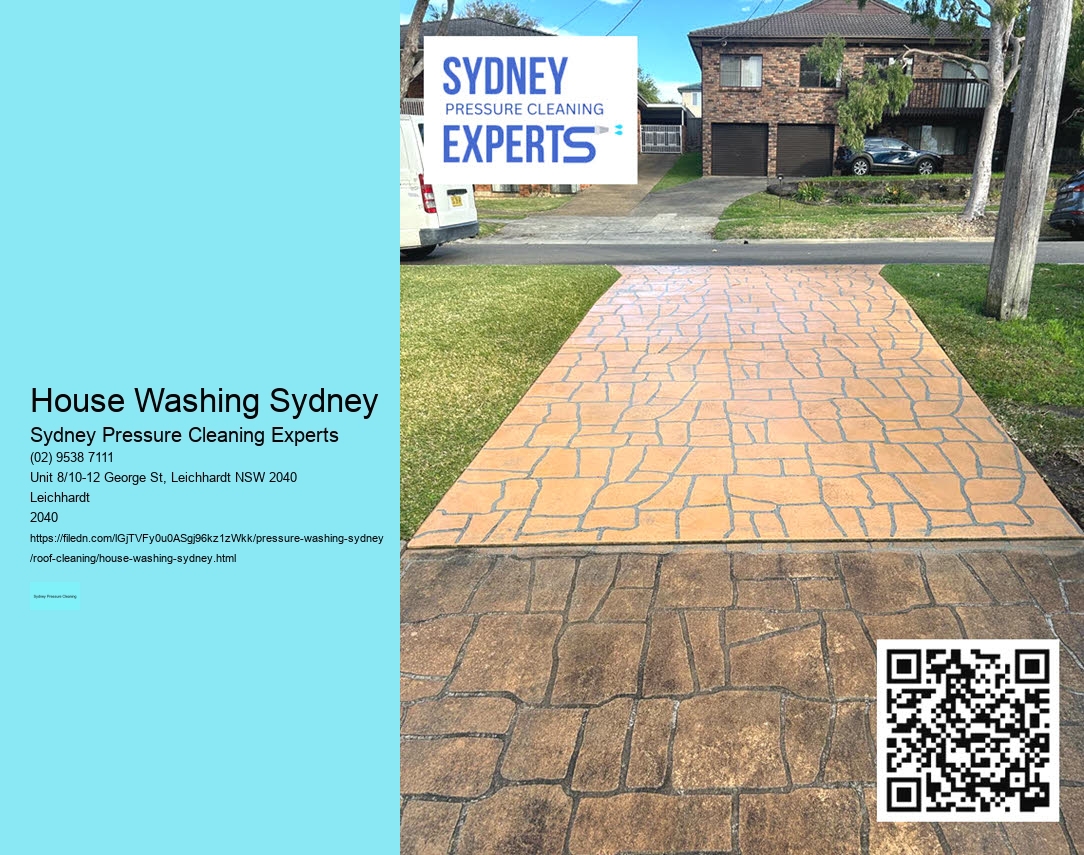 House Washing Sydney
Sydney Pressure Cleaning Experts
(02) 9538 7111
Unit 8/10-12 George St, Leichhardt NSW 2040
Leichhardt
2040
https://filedn.com/lGjTVFy0u0ASgj96kz1zWkk/pressure-washing-sydney
/roof-cleaning/house-washing-sydney.html
Sydney Pressure Cleaning
SYDNEY
PRESSURE CLEANING
EXPERTS